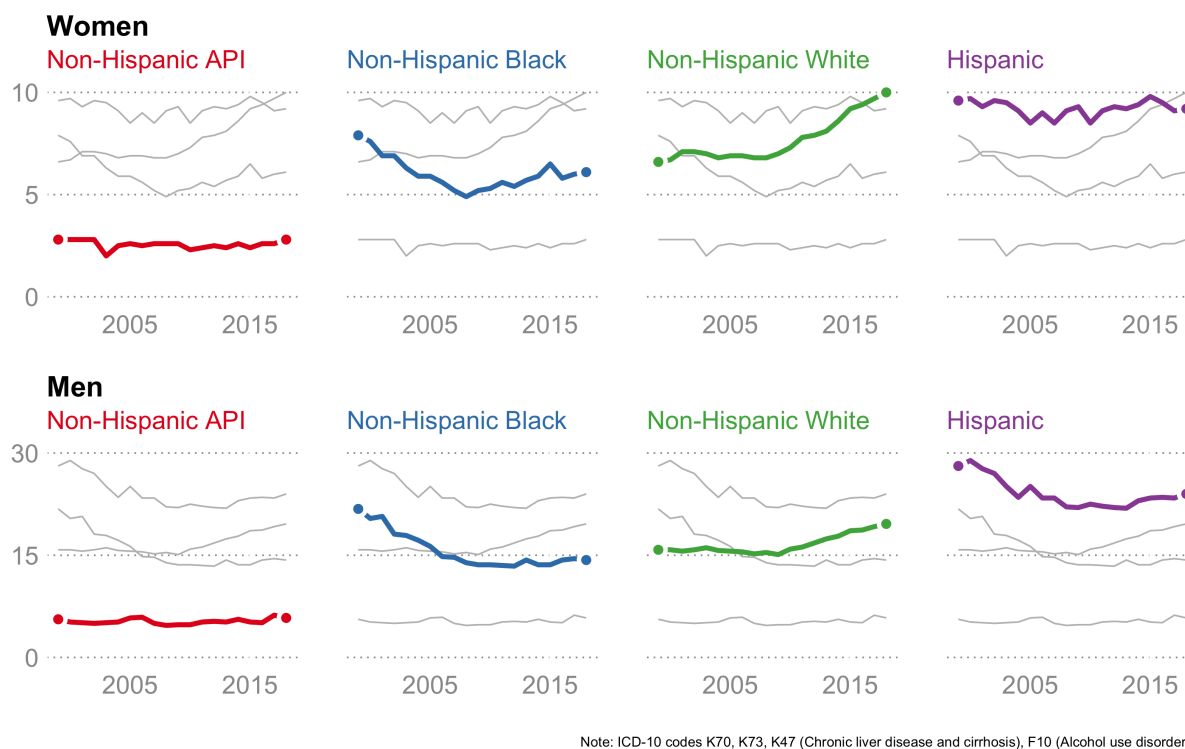 Women
Non-Hispanic API Non-Hispanic Black Non-Hispanic White Hispanic
10
5
0
2005 2015 2005 2015 2005 2015 2005 2015
Men
Non-Hispanic API Non-Hispanic Black Non-Hispanic White Hispanic
30
15
0
2005 2015 2005 2015 2005 2015 2005 2015
Note: ICD-10 codes K70, K73, K47 (Chronic liver disease and cirrhosis), F10 (Alcohol use disorder